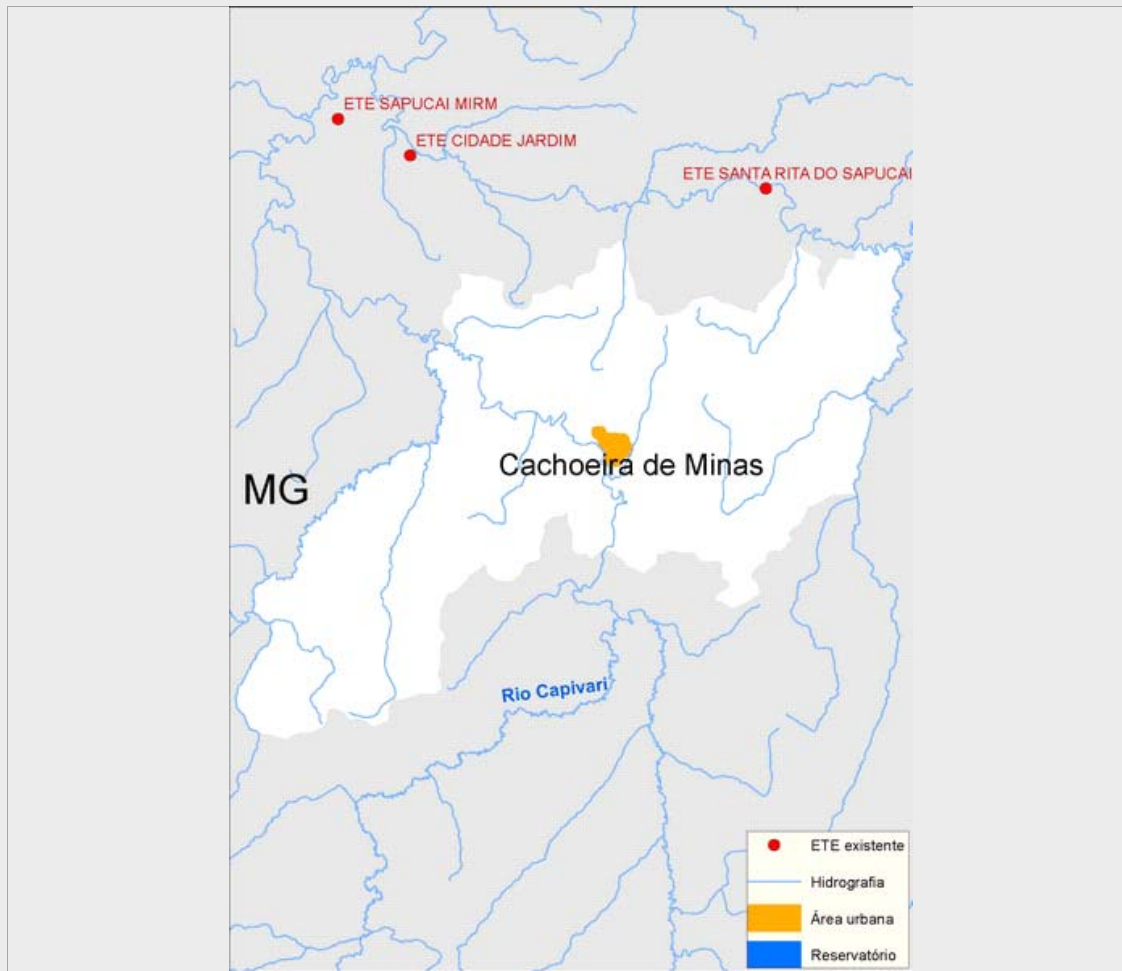 ETE SAPUCAI MIRM
ETE CIDADE JARDIM
ETE SANTA RITA DO SAPUCAI
Cachoeira de Minas
MG
Rio Capivari
ETE existente
Hidrografia
Área urbana
Reservatório